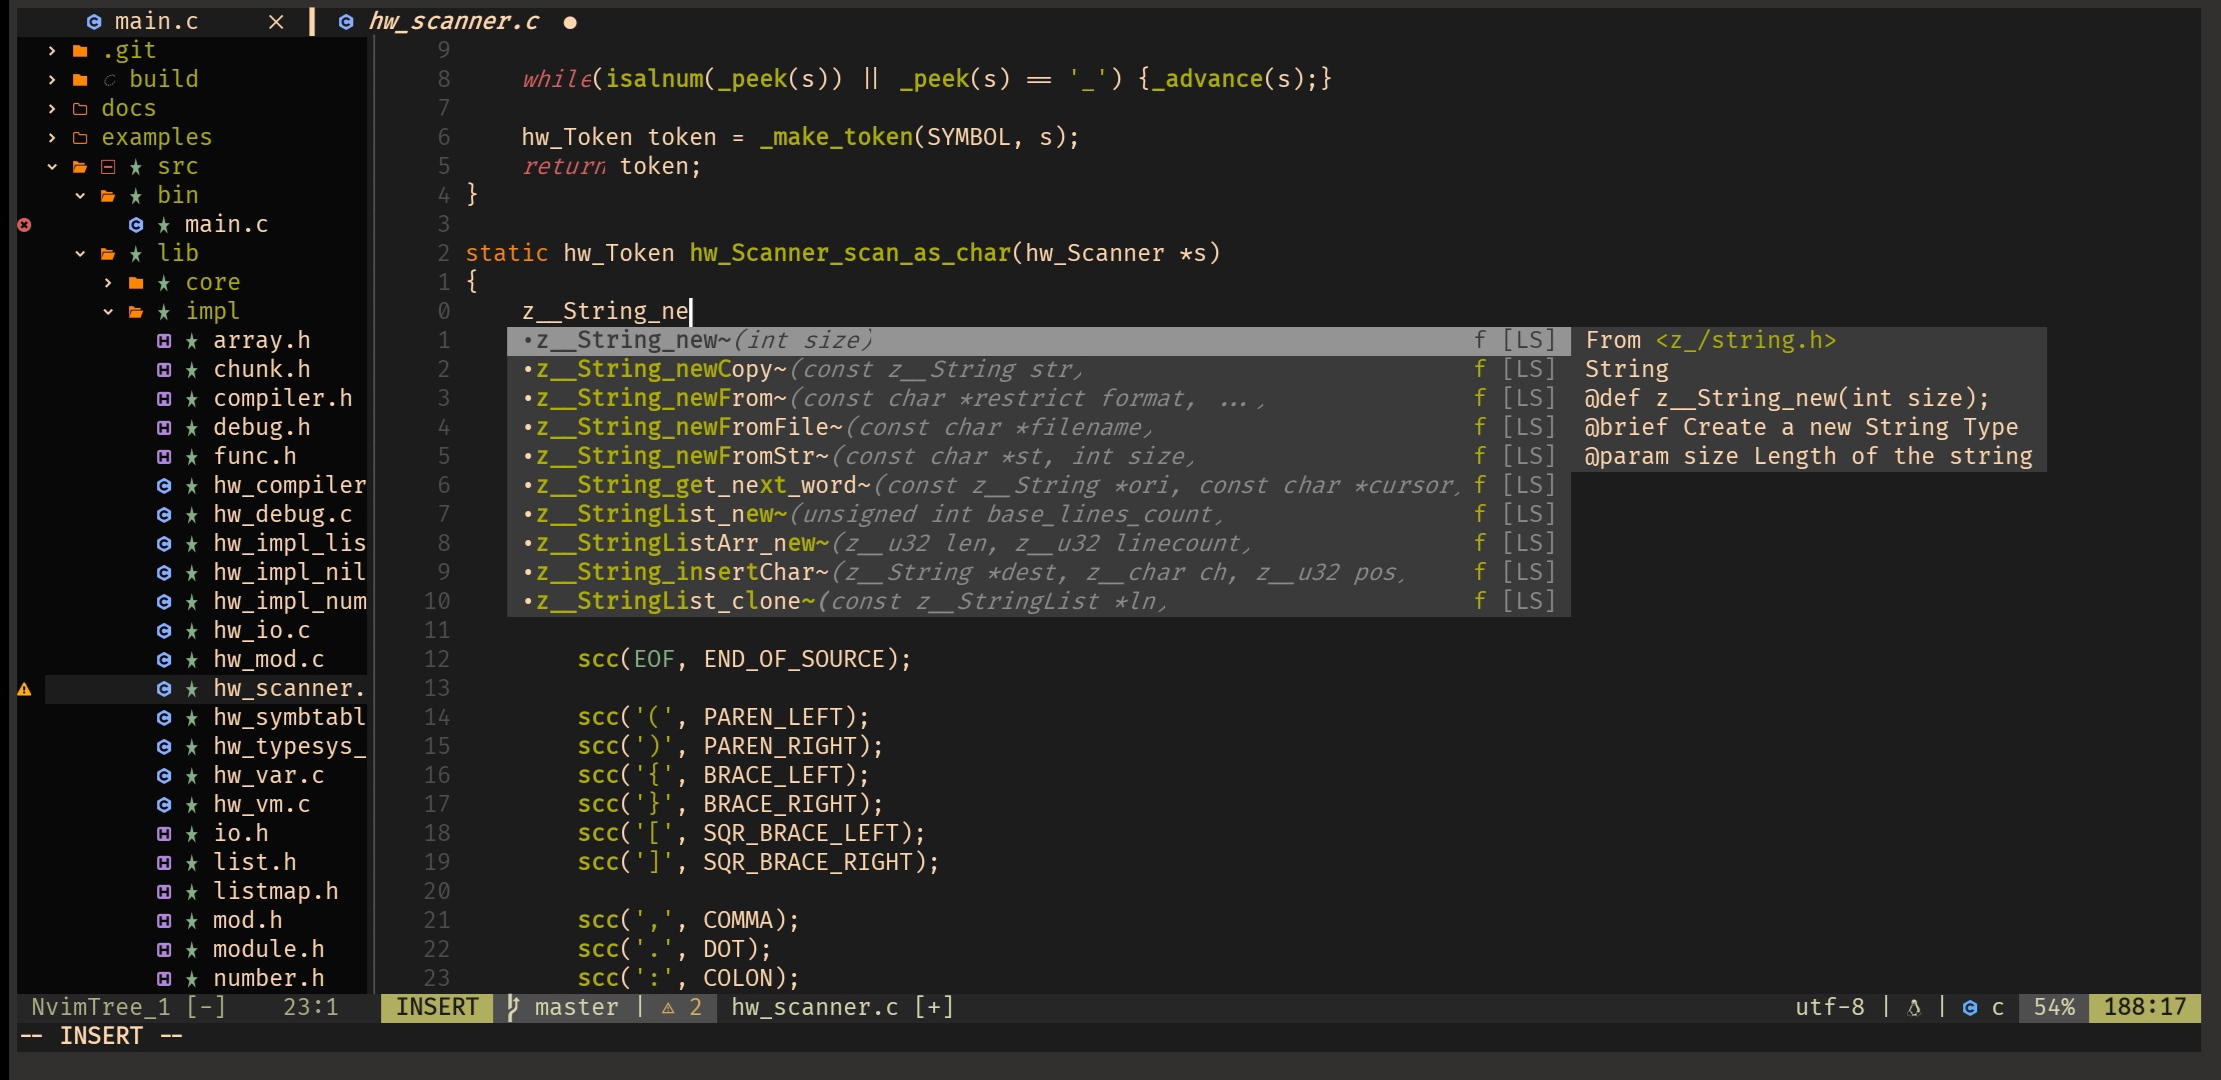 main.c × hw_scanner.c ●
.git
build
docs
examples
src
bin
main.c
lib
core
impl
array.h
chunk.h
compiler.h
debug.h
func.h
hw_compiler
hw_debug.c
hw_impl_lis
hw_impl_nil
hw_impl_num
hw_io.c
hw_mod.c
hw_scanner.
hw_symbtabl
hw_typesys_
hw_var.c
hw_vm.c
io.h
list.h
listmap.h
mod.h
module.h
number.h
9
8 while(isalnum(_peek(s)) || _peek(s) == '_') {_advance(s);}
7
6 hw_Token token = _make_token(SYMBOL, s);
5 return token;
4 }
3
2 static hw_Token hw_Scanner_scan_as_char(hw_Scanner *s)
1 {
0 z__String_ne
1 •z__String_new~(int size) f [LS]
2 •z__String_newCopy~(const z__String str) f [LS]
3 •z__String_newFrom~(const char *restrict format, ...) f [LS]
4 •z__String_newFromFile~(const char *filename) f [LS]
5 •z__String_newFromStr~(const char *st, int size) f [LS]
6 •z__String_get_next_word~(const z__String *ori, const char *cursor) f [LS]
7 •z__StringList_new~(unsigned int base_lines_count) f [LS]
8 •z__StringListArr_new~(z__u32 len, z__u32 linecount) f [LS]
9 •z__String_insertChar~(z__String *dest, z__char ch, z__u32 pos) f [LS]
10 •z__StringList_clone~(const z__StringList *ln) f [LS]
From <z_/string.h>
String
@def z__String_new(int size);
@brief Create a new String Type
@param size Length of the string
11
12 scc(EOF, END_OF_SOURCE);
13
14 scc('(', PAREN_LEFT);
15 scc(')', PAREN_RIGHT);
16 scc('{', BRACE_LEFT);
17 scc('}', BRACE_RIGHT);
18 scc('[', SQR_BRACE_LEFT);
19 scc(']', SQR_BRACE_RIGHT);
20
21 scc(',', COMMA);
22 scc('.', DOT);
23 scc(':', COLON);
NvimTree_1 [-] 23:1 INSERT master | ⚠ 2 hw_scanner.c [+] utf-8 | | c 54% 188:17
-- INSERT --